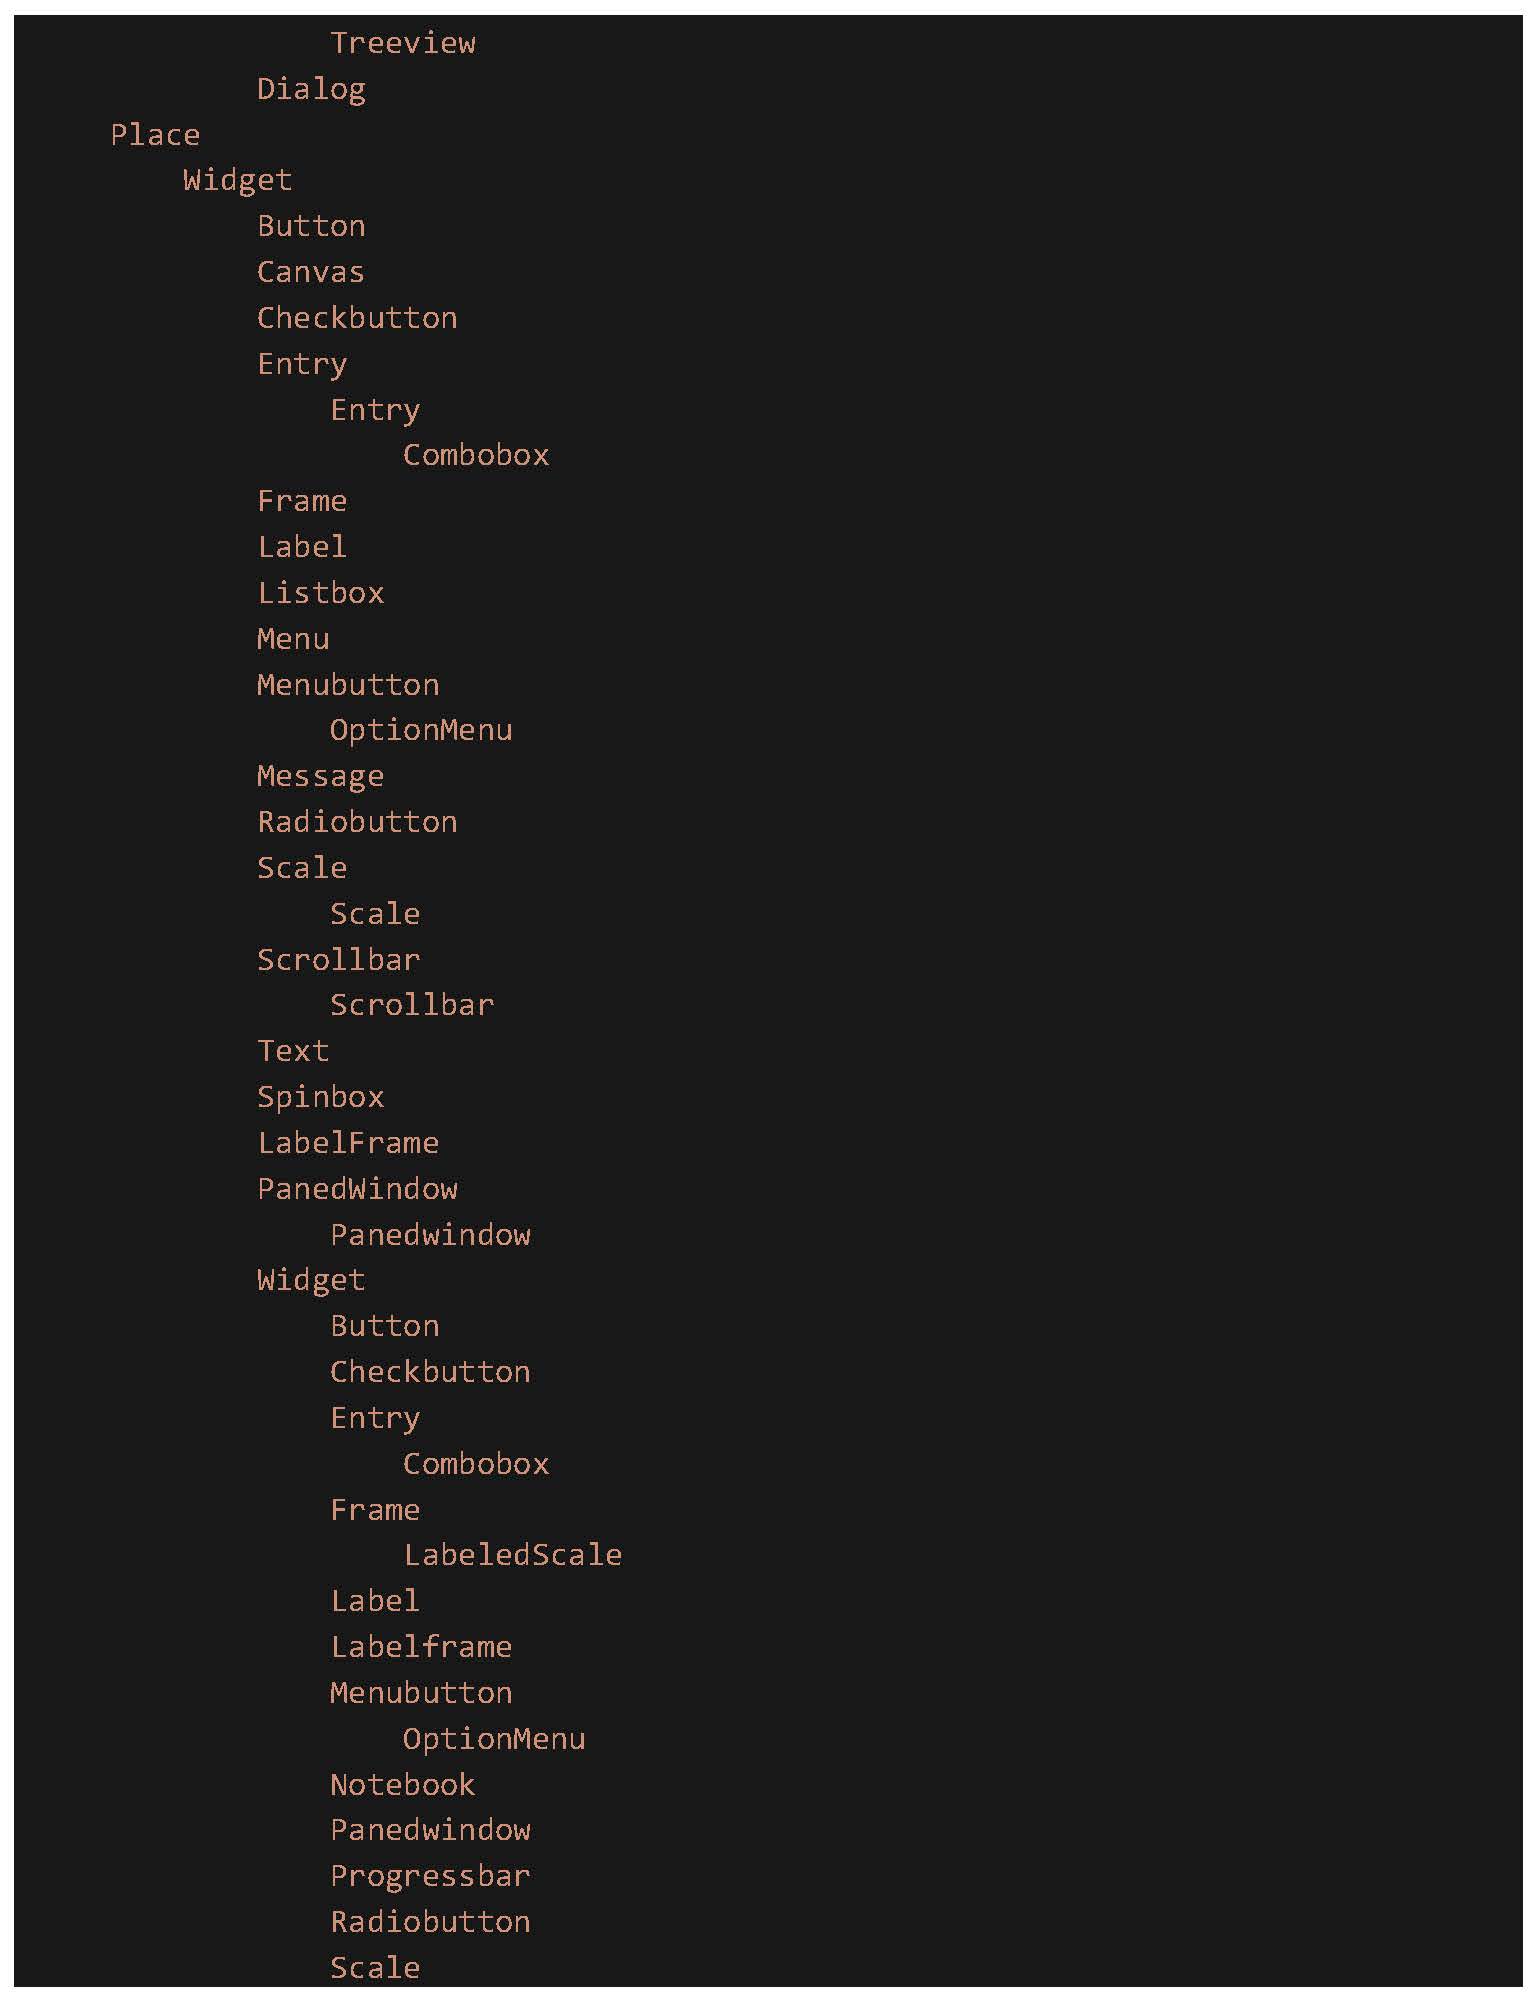 Treeview
            Dialog
    Place
        Widget
            Button
            Canvas
            Checkbutton
            Entry
                Entry
                    Combobox
            Frame
            Label
            Listbox
            Menu
            Menubutton
                OptionMenu
            Message
            Radiobutton
            Scale
                Scale
            Scrollbar
                Scrollbar
            Text
            Spinbox
            LabelFrame
            PanedWindow
                Panedwindow
            Widget
                Button
                Checkbutton
                Entry
                    Combobox
                Frame
                    LabeledScale
                Label
                Labelframe
                Menubutton
                    OptionMenu
                Notebook
                Panedwindow
                Progressbar
                Radiobutton
                Scale